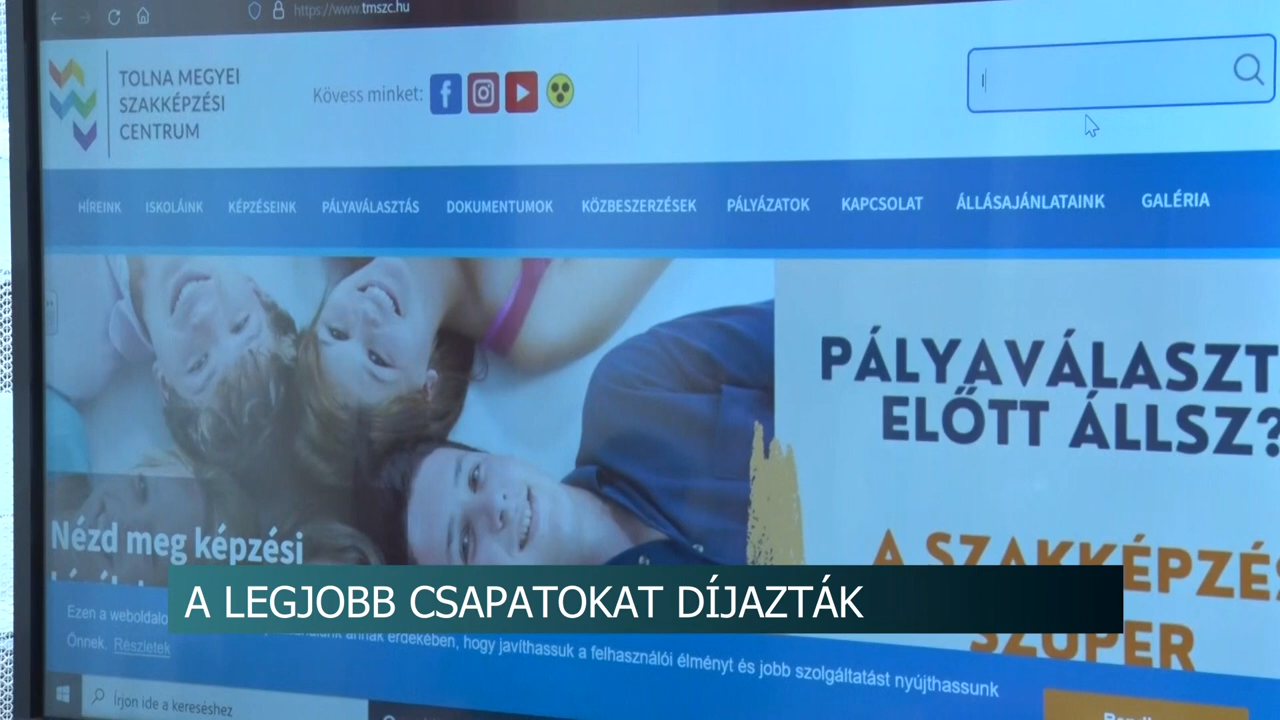 https://www.tmszc.hu
TOLNA MEGYEI
SZAKKÉPZÉSI
CENTRUM
Kövess minket:
HÍREINK ISKOLÁINK KÉPZÉSEINK PÁLYAVÁLASZTÁS DOKUMENTUMOK KÖZBESZERZÉSEK PÁLYÁZATOK KAPCSOLAT ÁLLÁSAJÁNLATAINK GALÉRIA
PÁLYAVÁLASZT
ELŐTT ÁLLSZ?
Nézd meg képzési
A SZAKKÉPZÉS
SZUPER
A LEGJOBB CSAPATOKAT DÍJAZTÁK
Ezen a weboldalo
annak érdekében, hogy javíthassuk a felhasználói élményt és jobb szolgáltatást nyújthassunk
Önnek. Részletek
Írjon ide a kereséshez